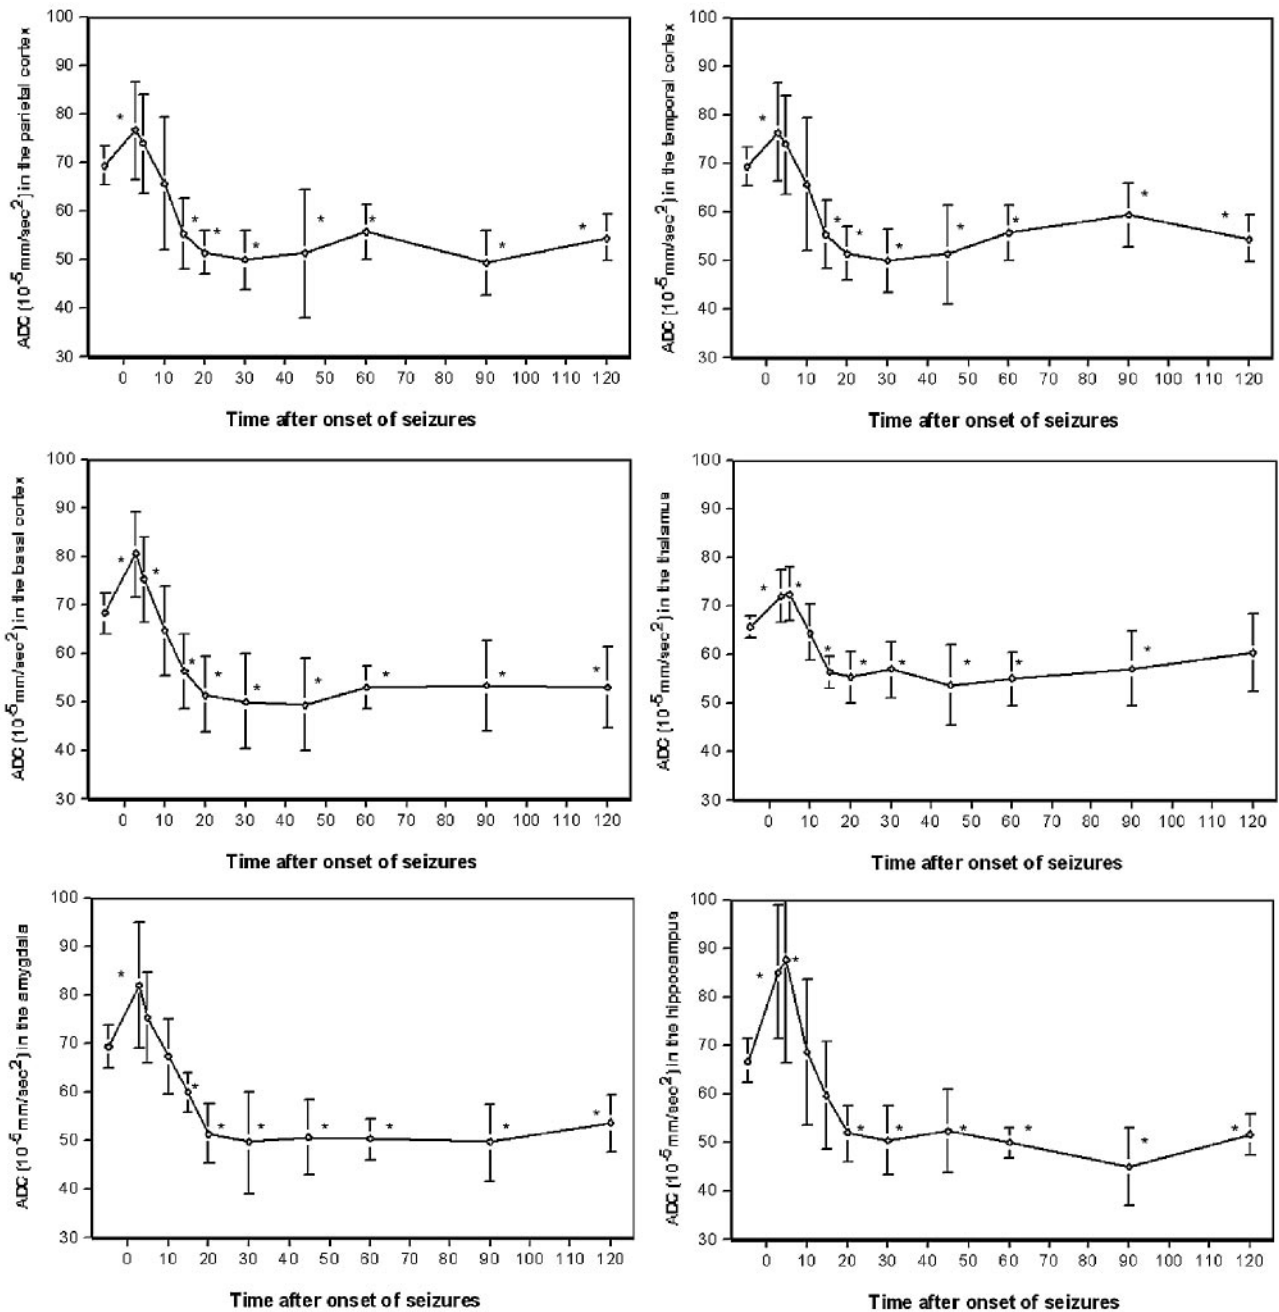 ADC (10-5mm/sec2) in the parietal cortex
100
90
80
70
60
50
40
30
* * * * * * * *
0 10 20 30 40 50 60 70 80 90 100 110 120
Time after onset of seizures
ADC (10-5mm/sec2) in the temporal cortex
100
90
80
70
60
50
40
30
* * * * * * * *
0 10 20 30 40 50 60 70 80 90 100 110 120
Time after onset of seizures
ADC (10-5mm/sec2) in the basal cortex
100
90
80
70
60
50
40
30
* * * * * * * * *
0 10 20 30 40 50 60 70 80 90 100 110 120
Time after onset of seizures
ADC (10-5mm/sec2) in the thalamus
100
90
80
70
60
50
40
30
* * * * * * * *
0 10 20 30 40 50 60 70 80 90 100 110 120
Time after onset of seizures
ADC (10-5mm/sec2) in the amygdala
100
90
80
70
60
50
40
30
* * * * * * * *
0 10 20 30 40 50 60 70 80 90 100 110 120
Time after onset of seizures
ADC (10-5mm/sec2) in the hippocampus
100
90
80
70
60
50
40
30
* * * * * * * *
0 10 20 30 40 50 60 70 80 90 100 110 120
Time after onset of seizures